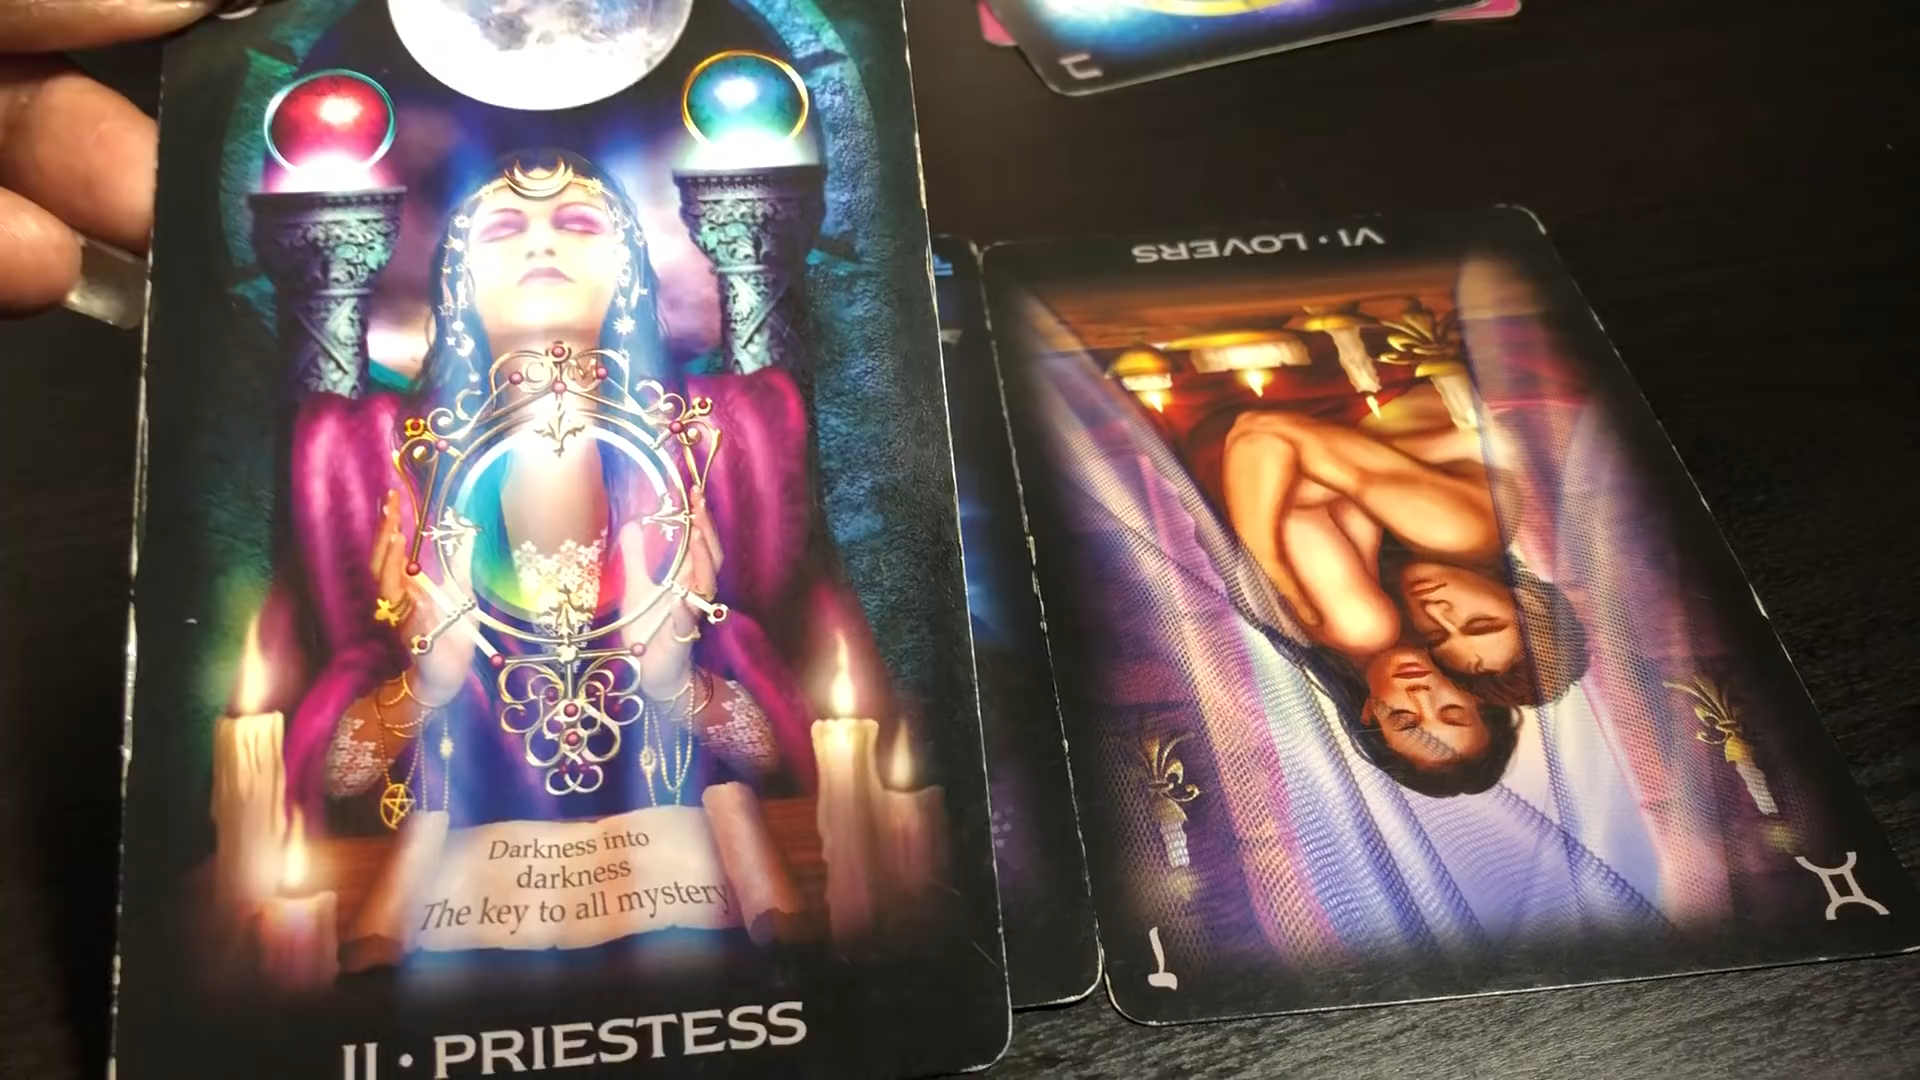 Darkness into
darkness
The key to all mystery
II • PRIESTESS
VI • LOVERS